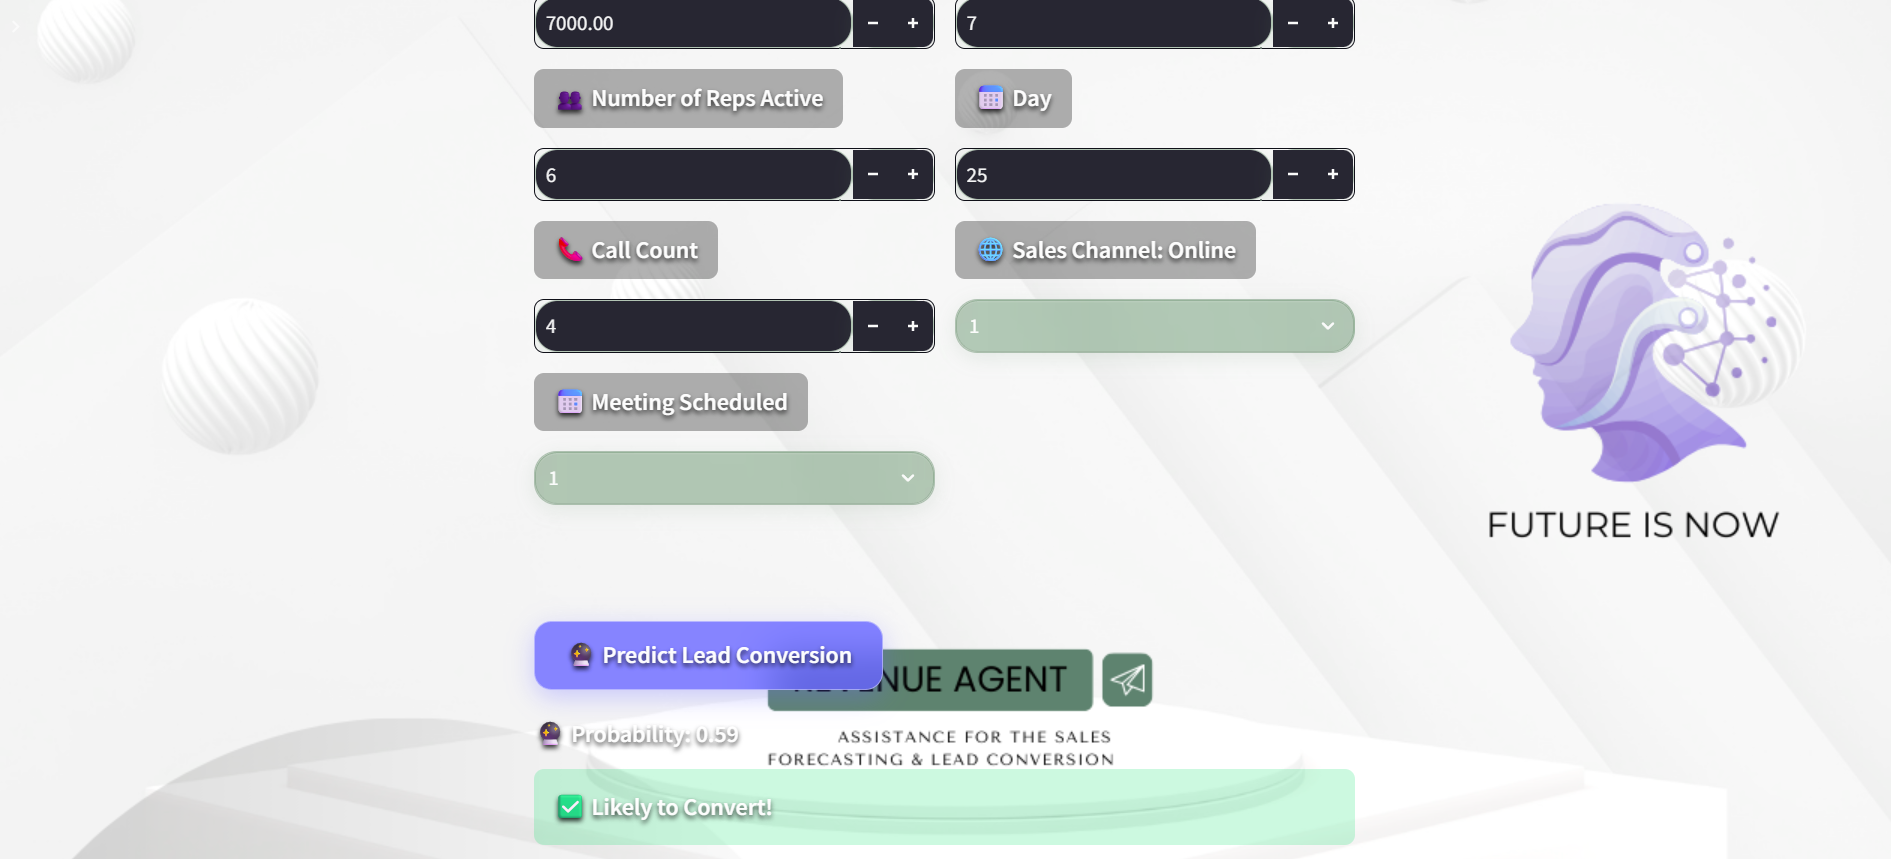 7000.00
7
Number of Reps Active
Day
6
25
Call Count
Sales Channel: Online
4
1
Meeting Scheduled
1
FUTURE IS NOW
Predict Lead Conversion
NUE AGENT
Probability: 0.59
ASSISTANCE FOR THE SALES
FORECASTING & LEAD CONVERSION
Likely to Convert!